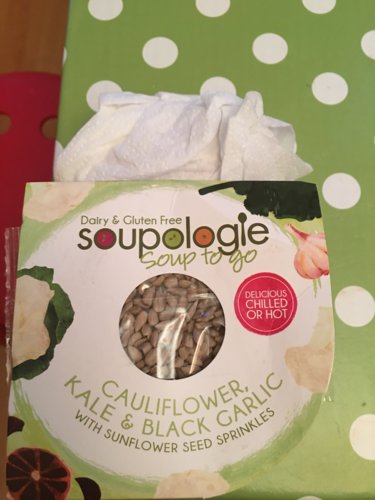 Dairy & Gluten Free
soupologie
Soup to go
DELICIOUS
CHILLED
OR HOT
CAULIFLOWER,
KALE & BLACK GARLIC
WITH SUNFLOWER SEED SPRINKLES